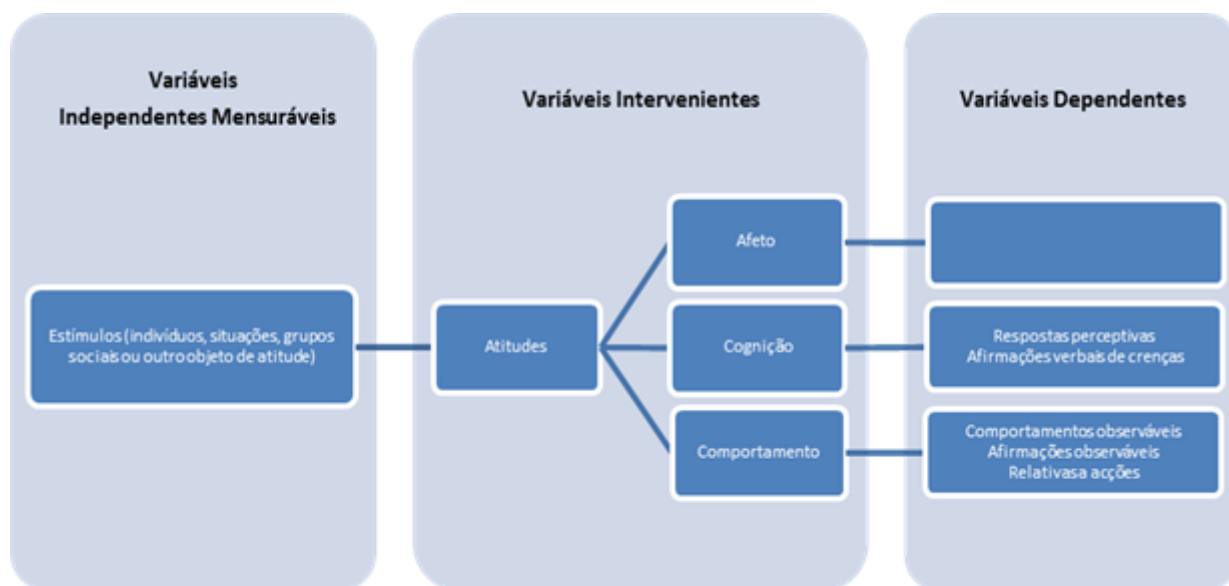 Variáveis
Independentes Mensuráveis
Variáveis Intervenientes
Variáveis Dependentes
Estímulos (indivíduos, situações, grupos
sociais ou outro objeto de atitude)
Atitudes
Afeto
Cognição
Comportamento
Respostas perceptivas
Afirmações verbais de crenças
Comportamentos observáveis
Afirmações observáveis
Relativasa acções